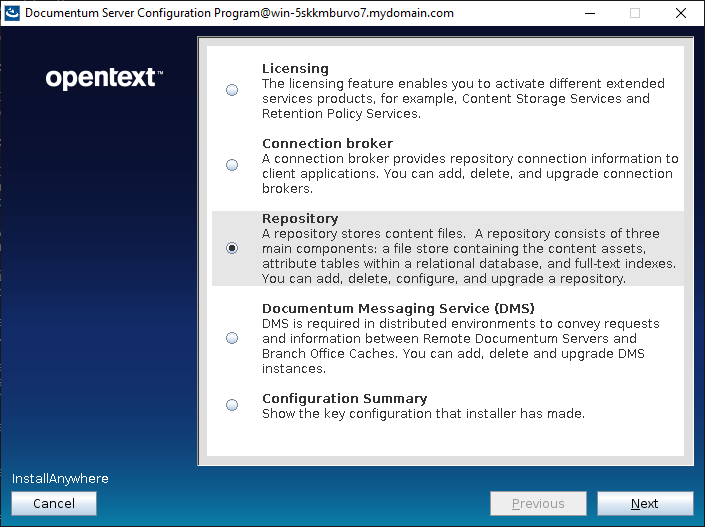 Documentum Server Configuration Program@win-5skkmburvo7.mydomain.com
opentext™
Licensing
The licensing feature enables you to activate different extended
services products, for example, Content Storage Services and
Retention Policy Services.
Connection broker
A connection broker provides repository connection information to
client applications. You can add, delete, and upgrade connection
brokers.
Repository
A repository stores content files.  A repository consists of three
main components: a file store containing the content assets,
attribute tables within a relational database, and full-text indexes.
You can add, delete, configure, and upgrade a repository.
Documentum Messaging Service (DMS)
DMS is required in distributed environments to convey requests
and information between Remote Documentum Servers and
Branch Office Caches. You can add, delete and upgrade DMS
instances.
Configuration Summary
Show the key configuration that installer has made.
InstallAnywhere
Cancel
Previous
Next